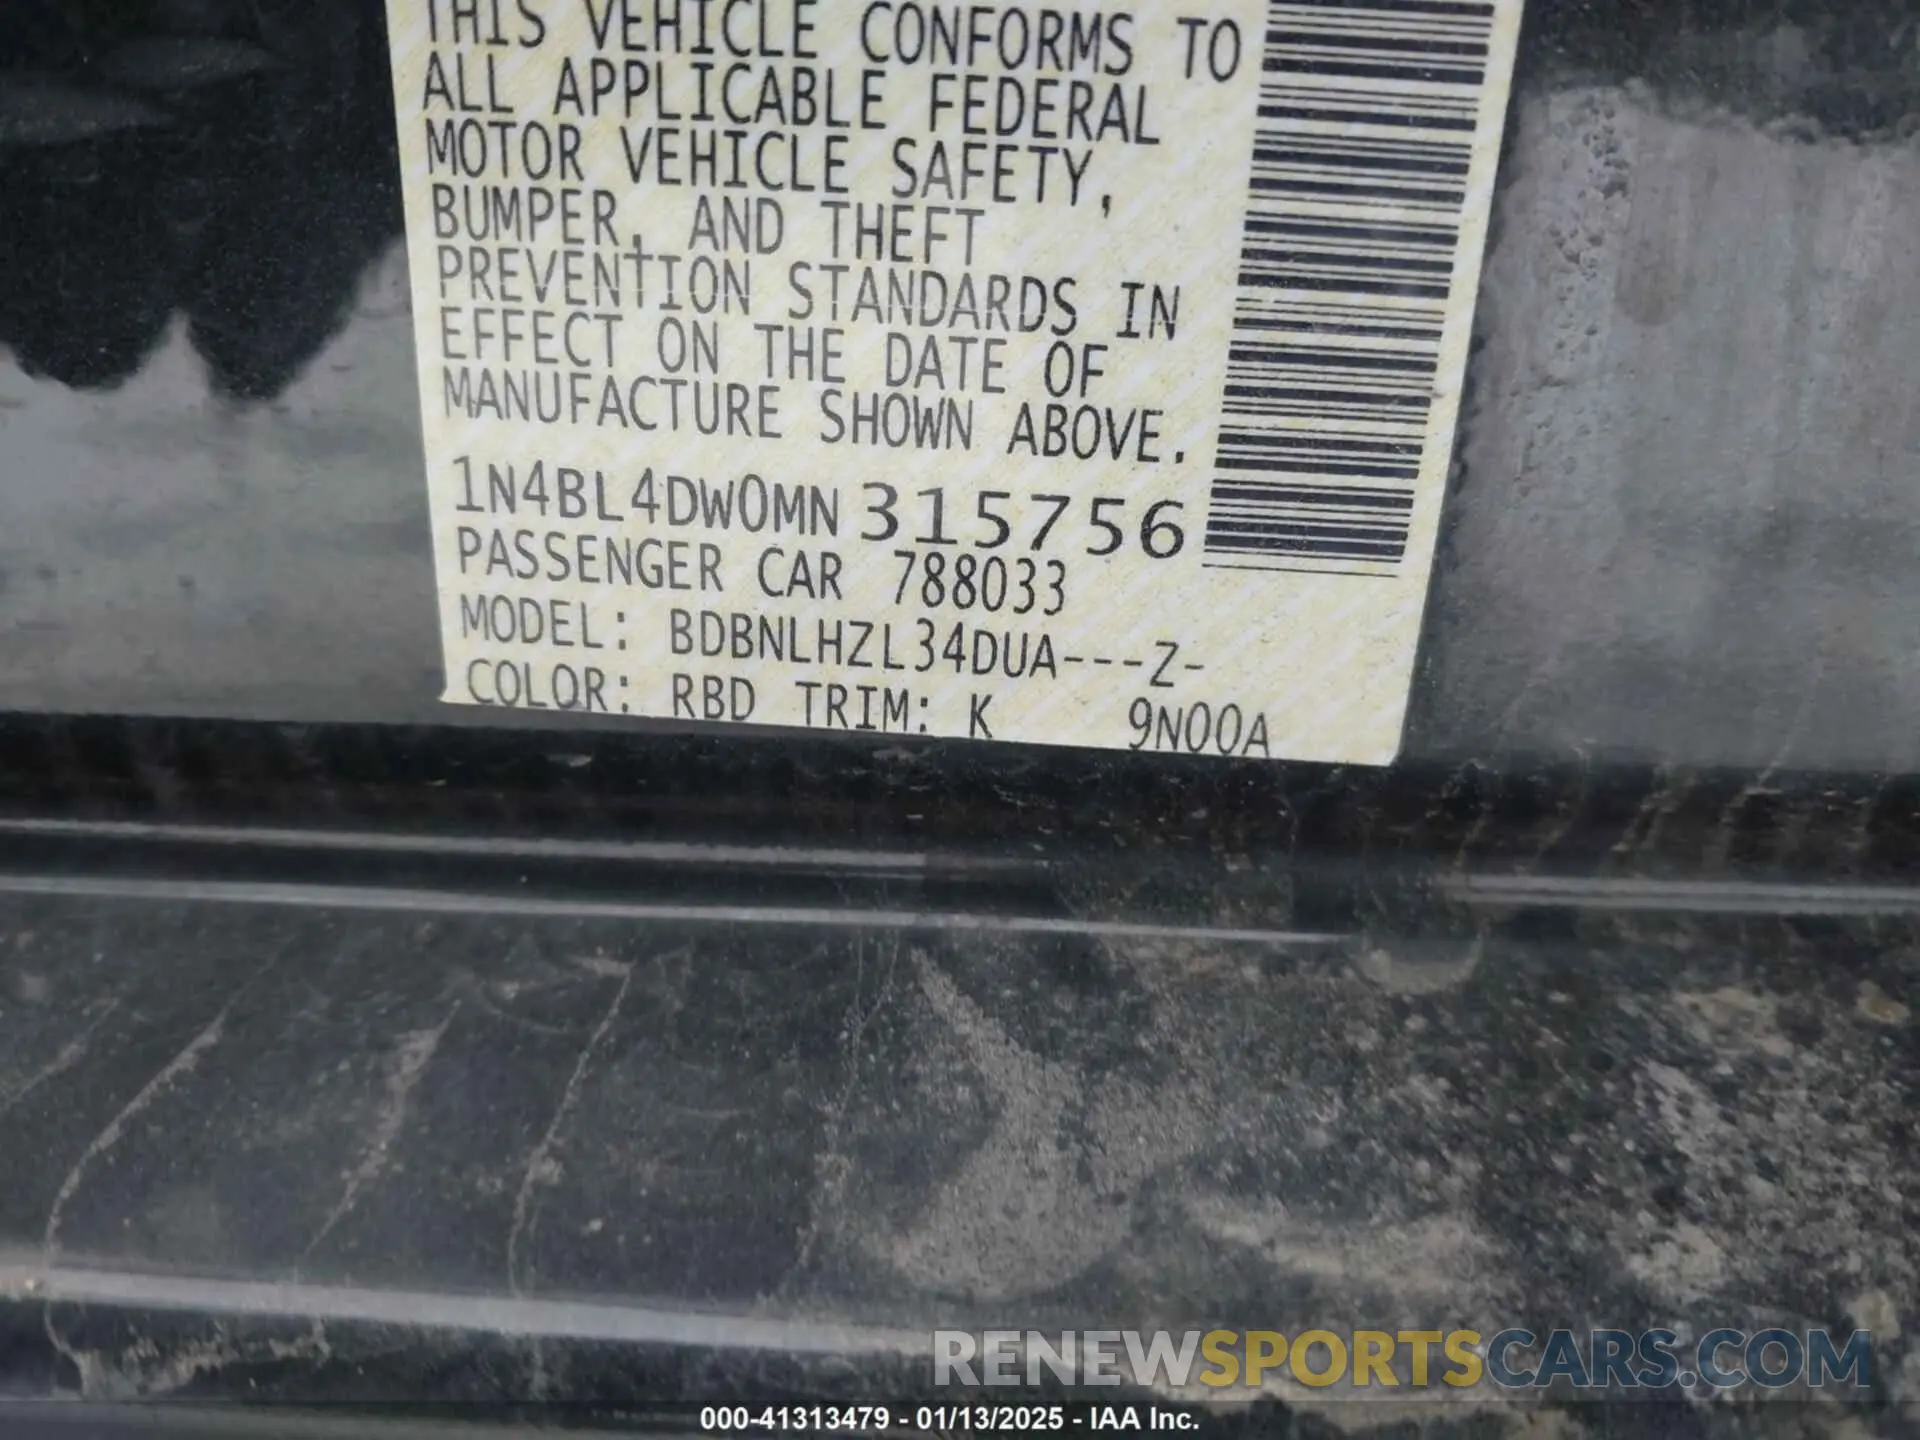 THIS VEHICLE CONFORMS TO
ALL APPLICABLE FEDERAL
MOTOR VEHICLE SAFETY,
BUMPER, AND THEFT
PREVENTION STANDARDS IN
EFFECT ON THE DATE OF
MANUFACTURE SHOWN ABOVE.
1N4BL4DW0MN315756
PASSENGER CAR 788033
MODEL: BDBNLHZL34DUA---Z-
COLOR: RBD TRIM: K 9N00A
RENEWSPORTSCARS.COM
000-41313479 - 01/13/2025 - IAA Inc.